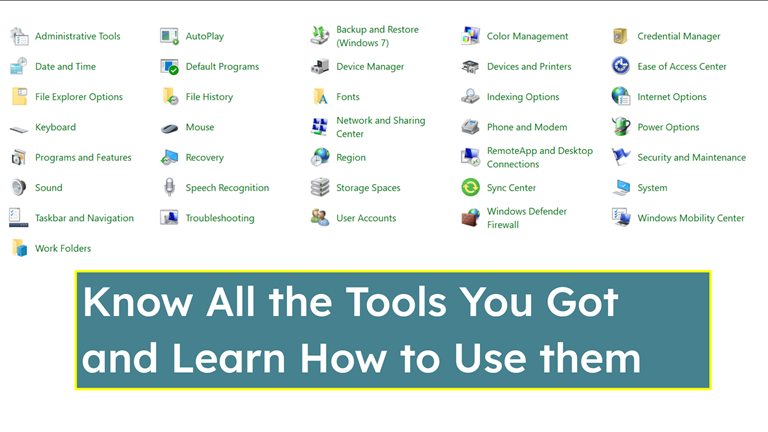 Administrative Tools
AutoPlay
Backup and Restore
(Windows 7)
Color Management
Credential Manager
Date and Time
Default Programs
Device Manager
Devices and Printers
Ease of Access Center
File Explorer Options
File History
Fonts
Indexing Options
Internet Options
Keyboard
Mouse
Network and Sharing
Center
Phone and Modem
Power Options
Programs and Features
Recovery
Region
RemoteApp and Desktop
Connections
Security and Maintenance
Sound
Speech Recognition
Storage Spaces
Sync Center
System
Taskbar and Navigation
Troubleshooting
User Accounts
Windows Defender
Firewall
Windows Mobility Center
Work Folders
Know All the Tools You Got
and Learn How to Use them